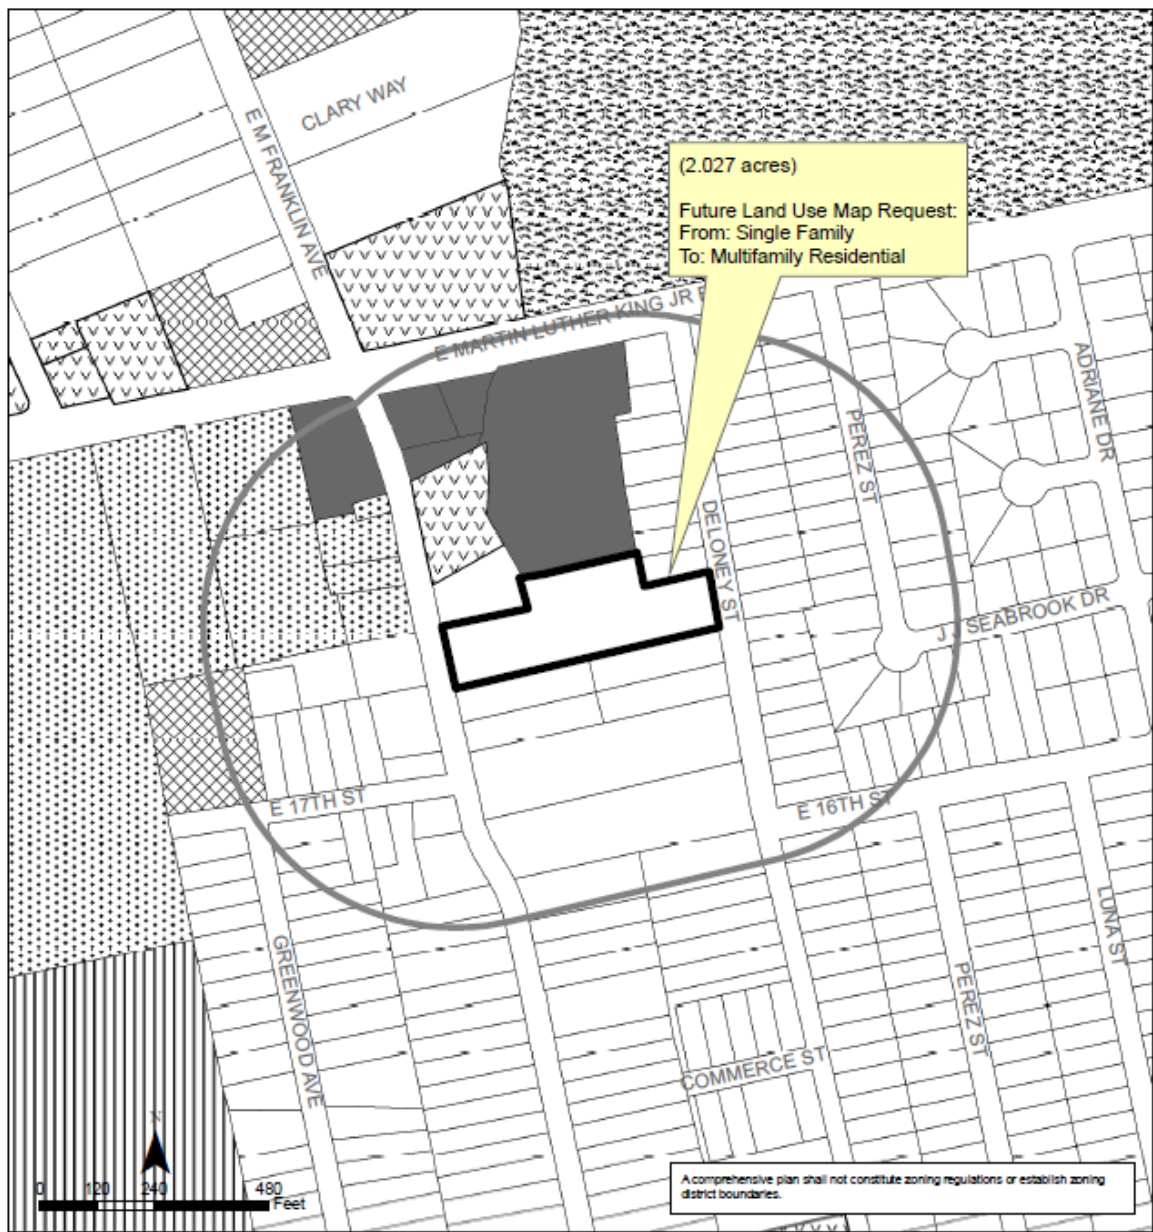 CLARY WAY
E M FRANKLIN AVE
(2.027 acres)
Future Land Use Map Request:
From: Single Family
To: Multifamily Residential
E MARTIN LUTHER KING JR
ADRIANE DR
PEREZ ST
DELONEY ST
J J SEABROOK DR
E 17TH ST
E 16TH ST
GREENWOOD AVE
LUNA ST
PEREZ ST
COMMERCE ST
N
0 120 240 480
Feet
A comprehensive plan shall not constitute zoning regulations or establish zoning
district boundaries.